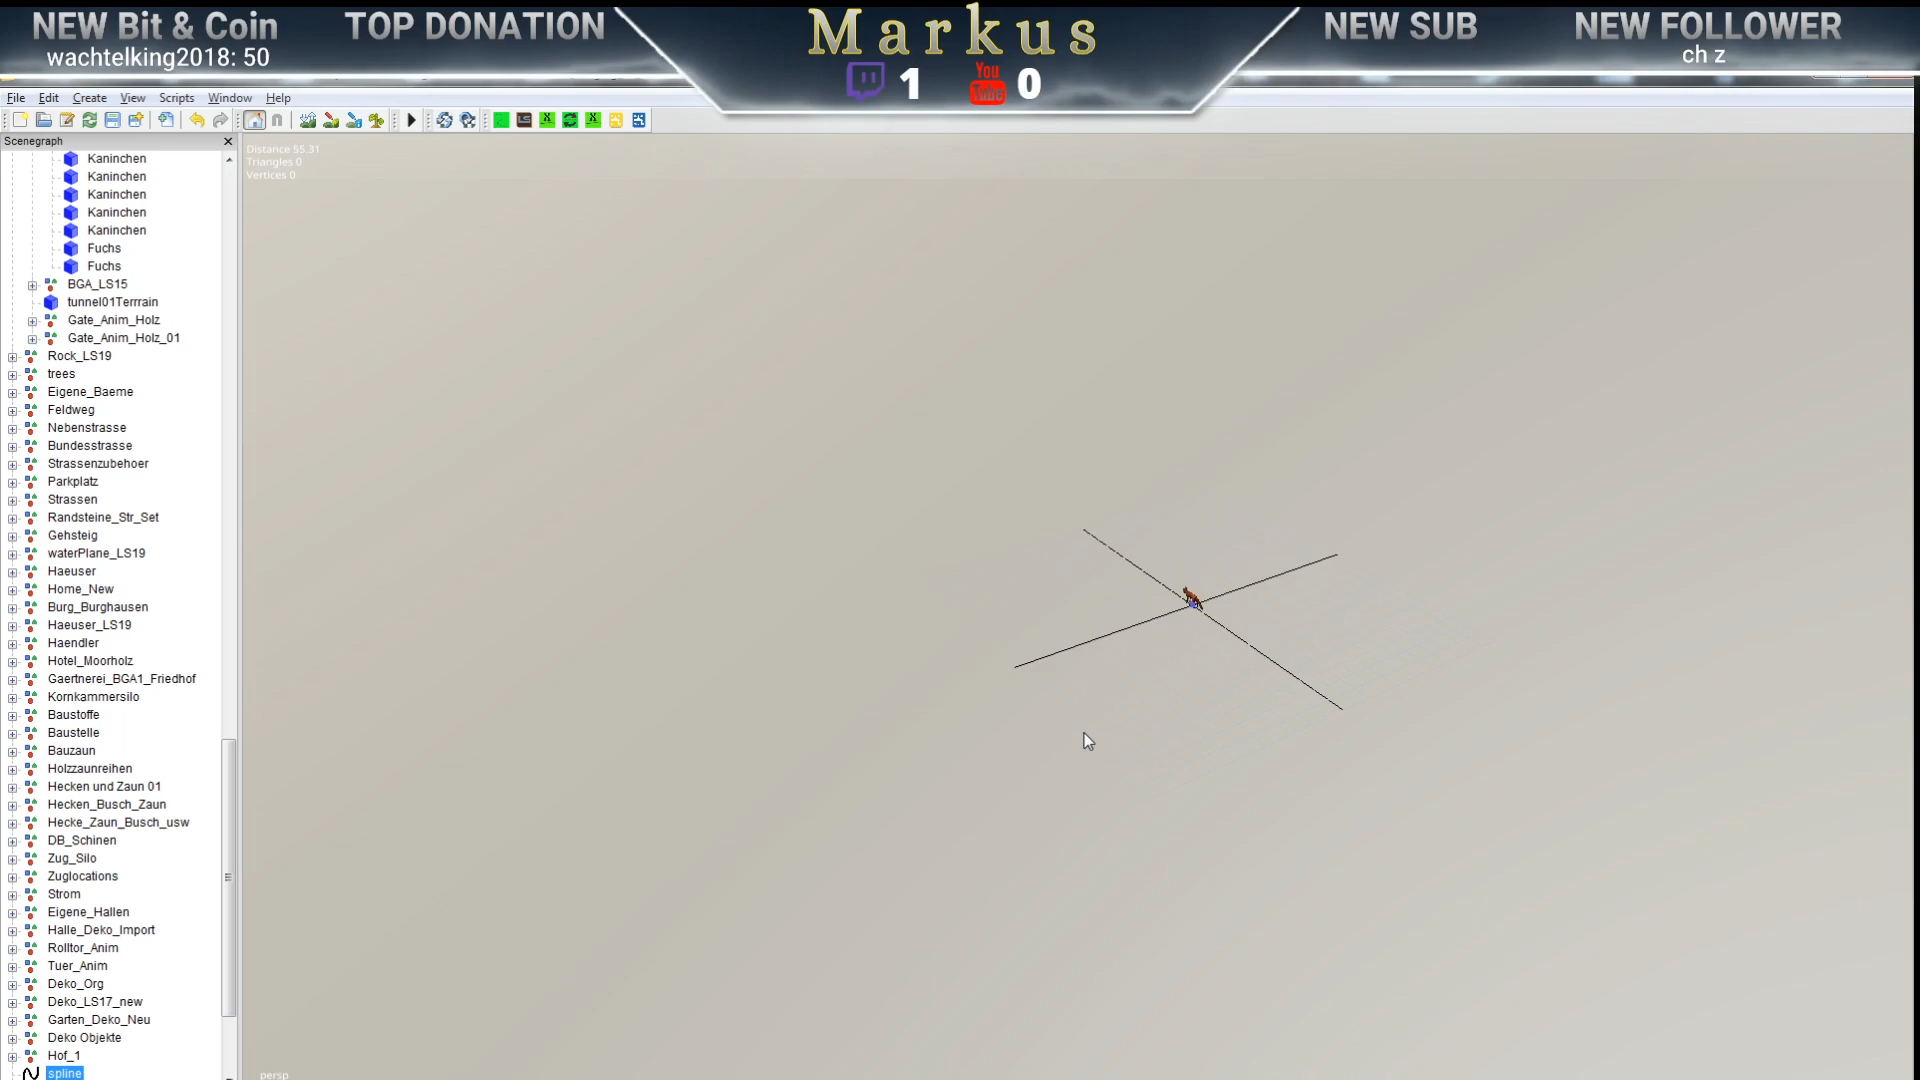 NEW Bit & Coin
wachtelking2018: 50
TOP DONATION
Markus
1
You
Tube
0
NEW SUB
NEW FOLLOWER
ch z
File Edit Create View Scripts Window Help
Scenegraph
Distance 55.31
Triangles 0
Vertices 0
Kaninchen
Kaninchen
Kaninchen
Kaninchen
Kaninchen
Fuchs
Fuchs
BGA_LS15
tunnel01Terrrain
Gate_Anim_Holz
Gate_Anim_Holz_01
Rock_LS19
trees
Eigene_Baeme
Feldweg
Nebenstrasse
Bundesstrasse
Strassenzubehoer
Parkplatz
Strassen
Randsteine_Str_Set
Gehsteig
waterPlane_LS19
Haeuser
Home_New
Burg_Burghausen
Haeuser_LS19
Haendler
Hotel_Moorholz
Gaertnerei_BGA1_Friedhof
Kornkammersilo
Baustoffe
Baustelle
Bauzaun
Holzzaunreihen
Hecken und Zaun 01
Hecken_Busch_Zaun
Hecke_Zaun_Busch_usw
DB_Schinen
Zug_Silo
Zuglocations
Strom
Eigene_Hallen
Halle_Deko_Import
Rolltor_Anim
Tuer_Anim
Deko_Org
Deko_LS17_new
Garten_Deko_Neu
Deko Objekte
Hof_1
spline
persp